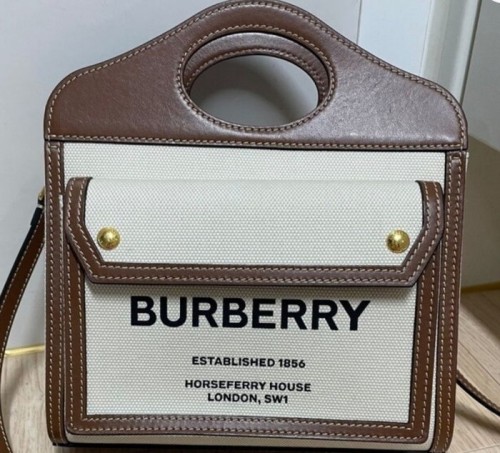 BURBERRY
ESTABLISHED 1856
HORSEFERRY HOUSE
LONDON, SW1